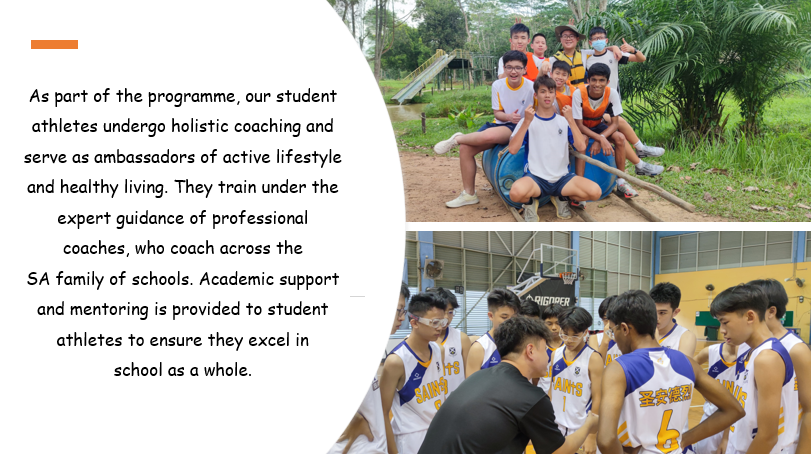 As part of the programme, our student
athletes undergo holistic coaching and
serve as ambassadors of active lifestyle
and healthy living. They train under the
expert guidance of professional
coaches, who coach across the
SA family of schools. Academic support
and mentoring is provided to student
athletes to ensure they excel in
school as a whole.
RIGORER
SAINTS
SAINTS
1
圣安德烈
6